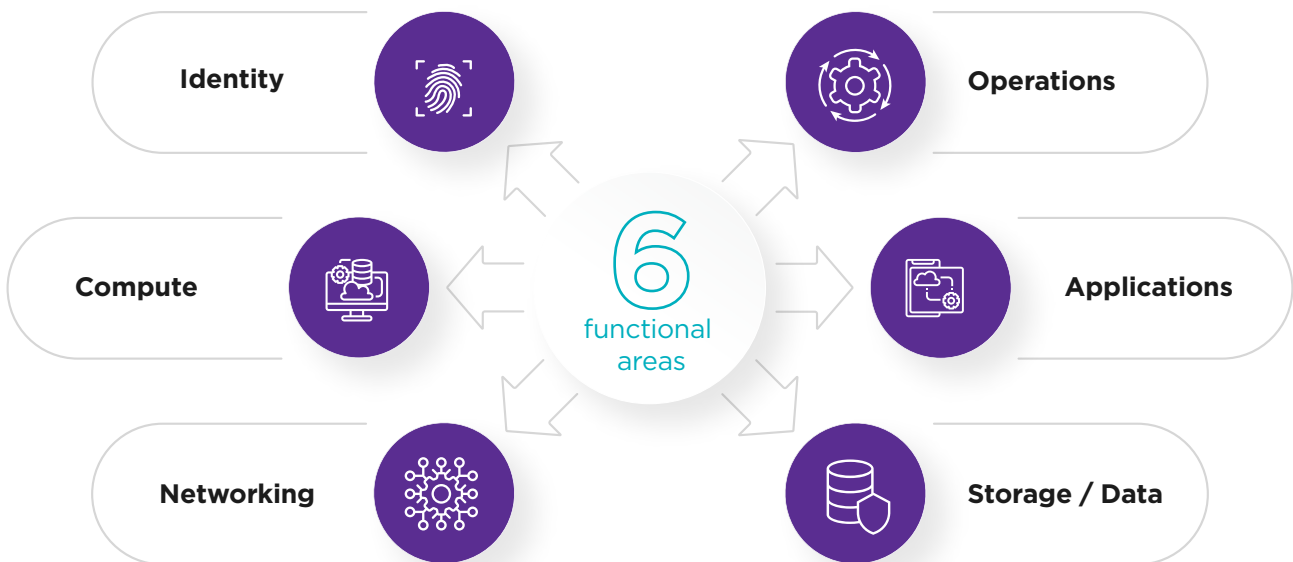 Identity
Operations
Compute
6
functional
areas
Applications
Networking
Storage / Data